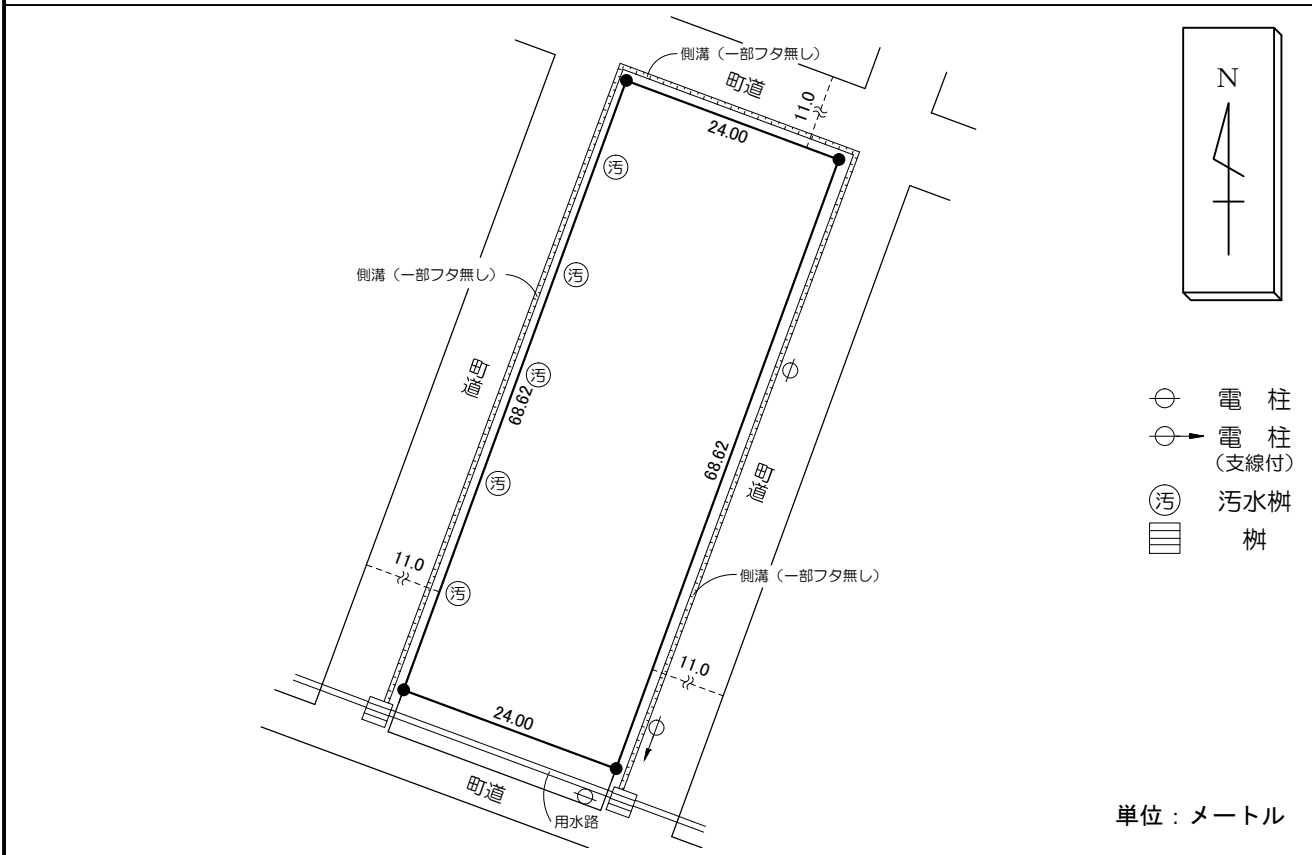 側溝（一部フタ無し）
町道
11.0
24.00
N
汚
側溝（一部フタ無し）
汚
町道
汚
68.62
68.62
町道
汚
11.0
汚
側溝（一部フタ無し）
11.0
24.00
町道
用水路
電 柱
電 柱
（支線付）
汚 汚水桝
桝
単位：メートル